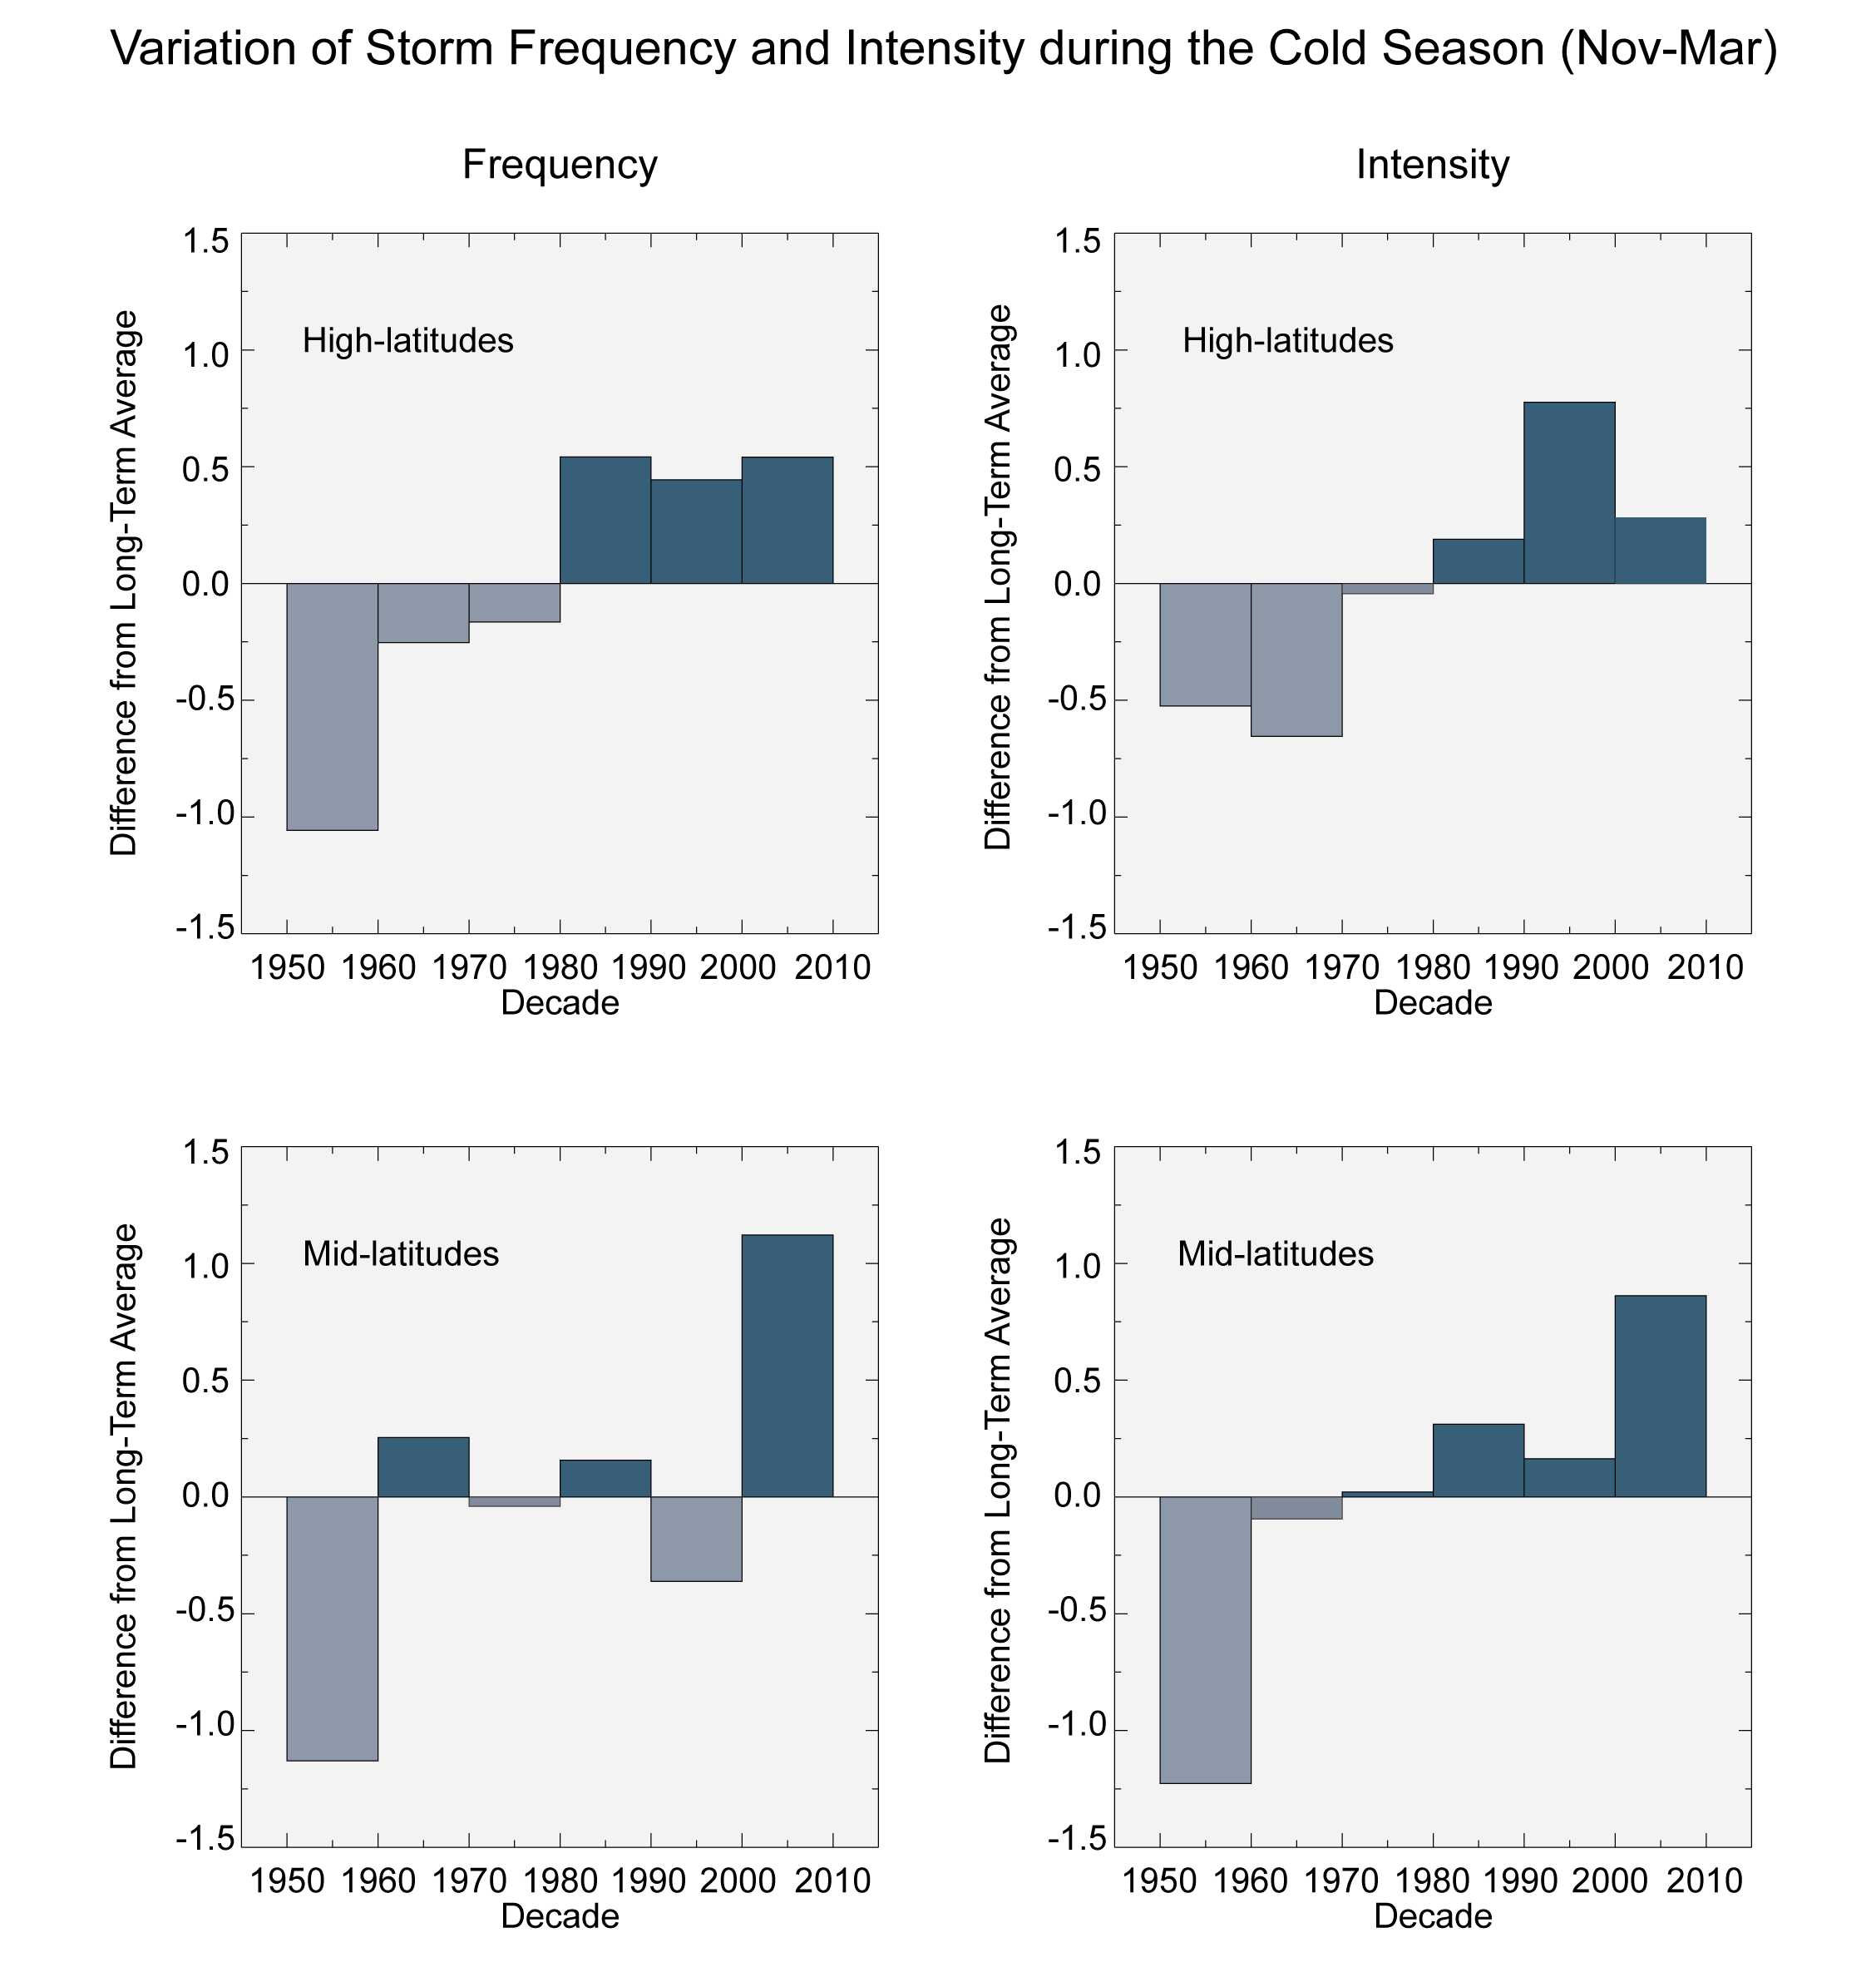 Variation of Storm Frequency and Intensity during the Cold Season (Nov-Mar)
Frequency
Intensity
Difference from Long-Term Average
1.5
1.0
0.5
0.0
-0.5
-1.0
-1.5
High-latitudes
1950 1960 1970 1980 1990 2000 2010
Decade
Difference from Long-Term Average
1.5
1.0
0.5
0.0
-0.5
-1.0
-1.5
High-latitudes
1950 1960 1970 1980 1990 2000 2010
Decade
Difference from Long-Term Average
1.5
1.0
0.5
0.0
-0.5
-1.0
-1.5
Mid-latitudes
1950 1960 1970 1980 1990 2000 2010
Decade
Difference from Long-Term Average
1.5
1.0
0.5
0.0
-0.5
-1.0
-1.5
Mid-latitudes
1950 1960 1970 1980 1990 2000 2010
Decade